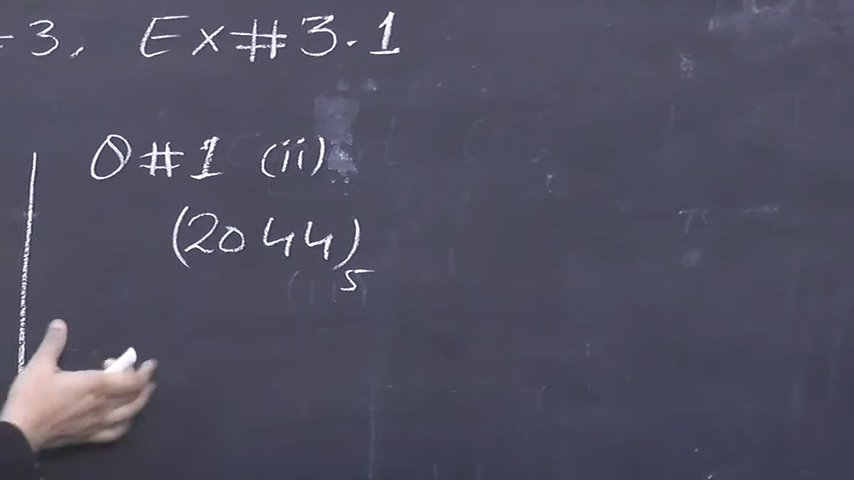 =3, Ex#3.1
Q#1 (ii)
(2044)5